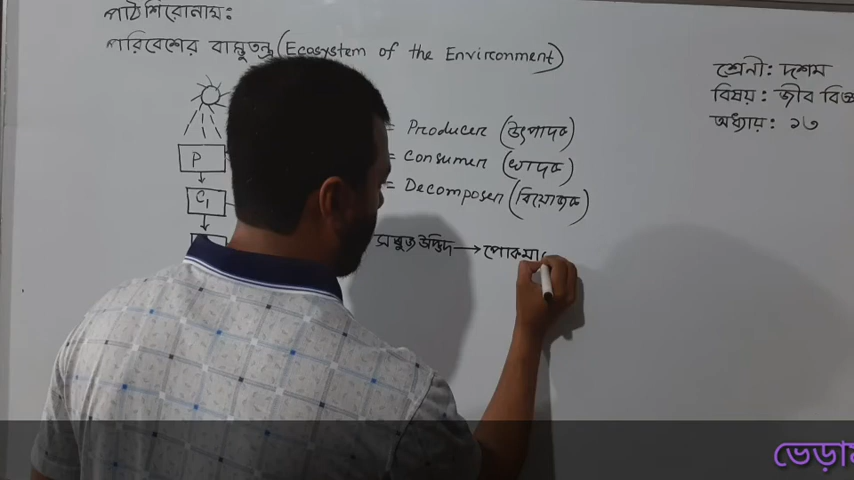 পাঠ শিরোনাম:
পরিবেশের বাস্তুতন্ত্র (Ecosystem of the Environment)
শ্রেনী: দশম
বিষয়: জীব বিজ্ঞ
অধ্যায়: ১৩
= Producer (উৎপাদক)
P
= Consumer (খাদক)
C1
= Decomposer (বিয়োজক)
সবুজ উদ্ভিদ → পোকমা
ভেড়াম